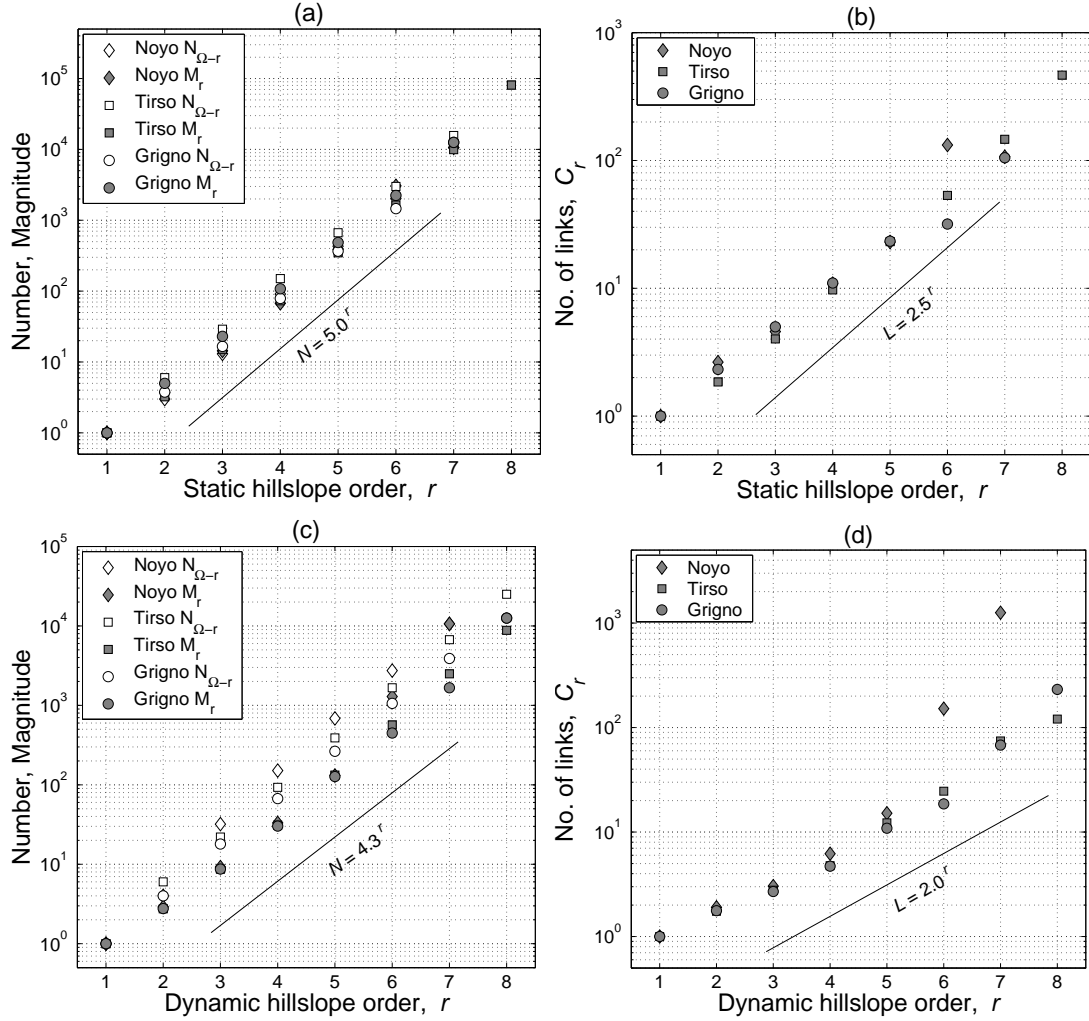 (a)
Noyo N_{Ω−r}
Noyo M_r
Tirso N_{Ω−r}
Tirso M_r
Grigno N_{Ω−r}
Grigno M_r
10^5
10^4
10^3
10^2
10^1
10^0
Number, Magnitude
N = 5.0^r
1 2 3 4 5 6 7 8
Static hillslope order, r
(b)
Noyo
Tirso
Grigno
10^3
10^2
10^1
10^0
No. of links, C_r
L = 2.5^r
1 2 3 4 5 6 7 8
Static hillslope order, r
(c)
Noyo N_{Ω−r}
Noyo M_r
Tirso N_{Ω−r}
Tirso M_r
Grigno N_{Ω−r}
Grigno M_r
10^5
10^4
10^3
10^2
10^1
10^0
Number, Magnitude
N = 4.3^r
1 2 3 4 5 6 7 8
Dynamic hillslope order, r
(d)
Noyo
Tirso
Grigno
10^3
10^2
10^1
10^0
No. of links, C_r
L = 2.0^r
1 2 3 4 5 6 7 8
Dynamic hillslope order, r